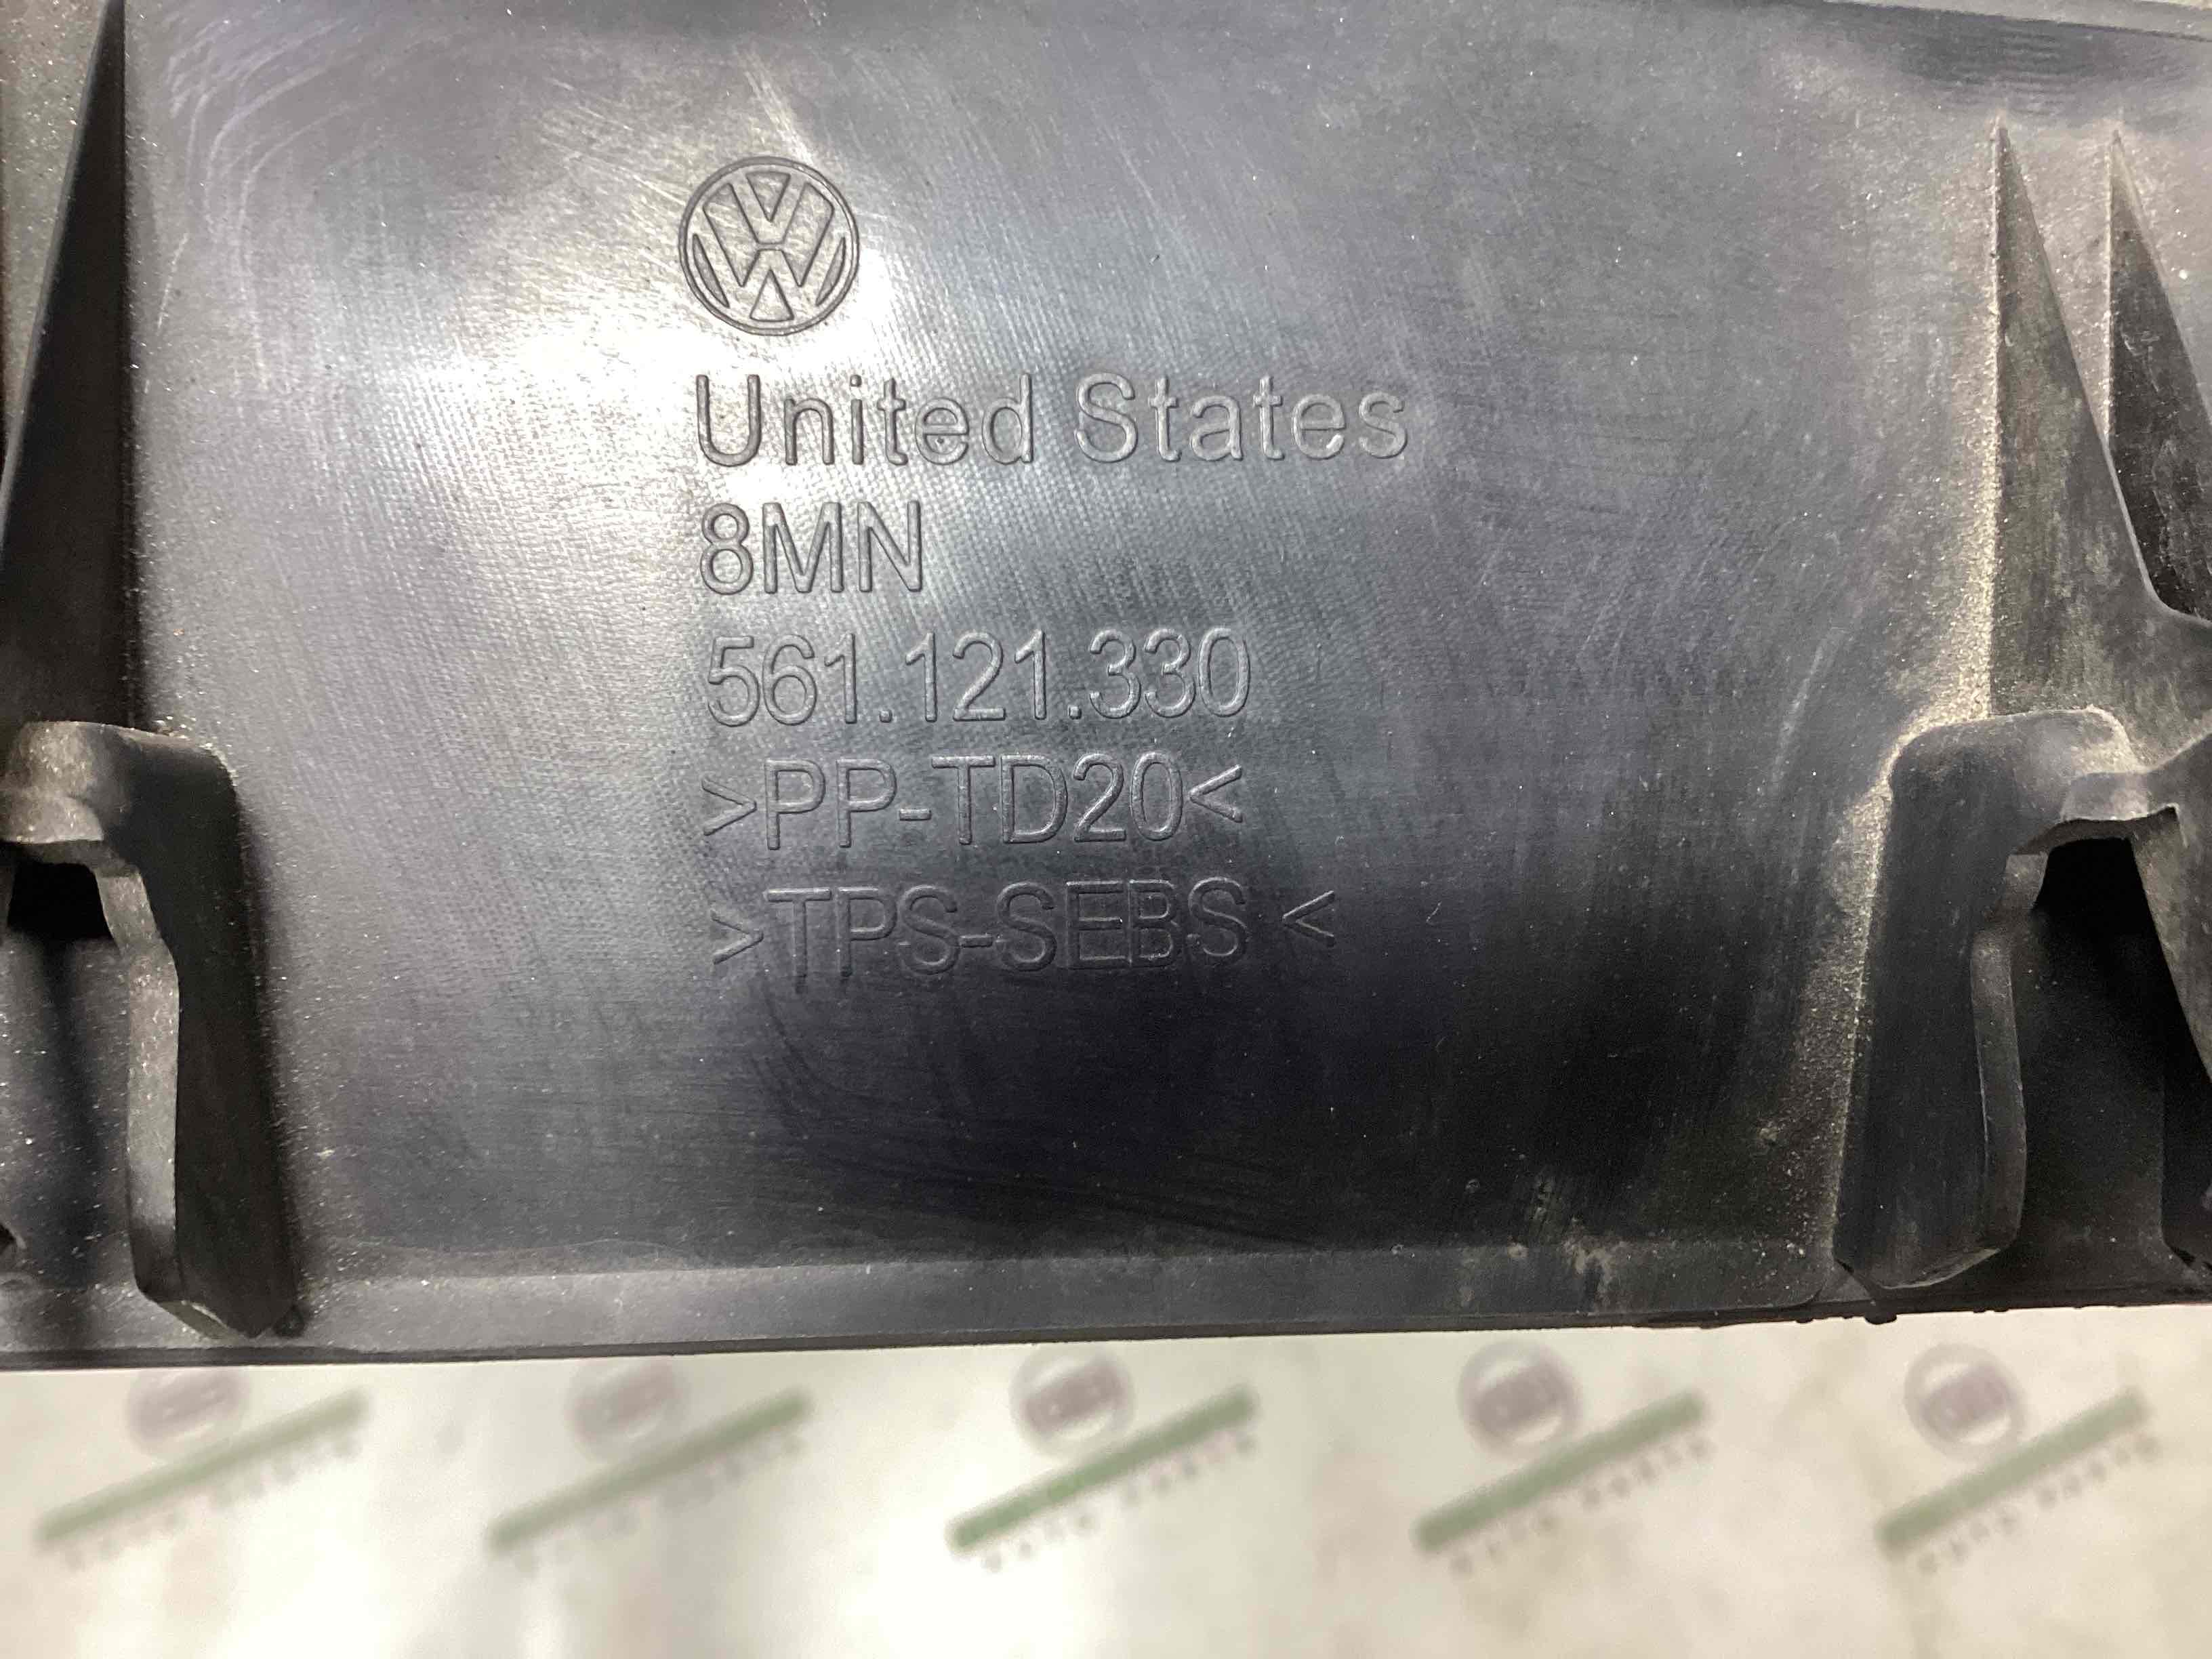 United States
8MN
561.121.330
>PP-TD20<
>TPS-SEBS <